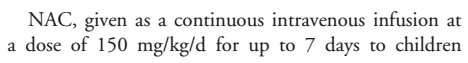 NAC, given as a continuous intravenous infusion at
a dose of 150 mg/kg/d for up to 7 days to children